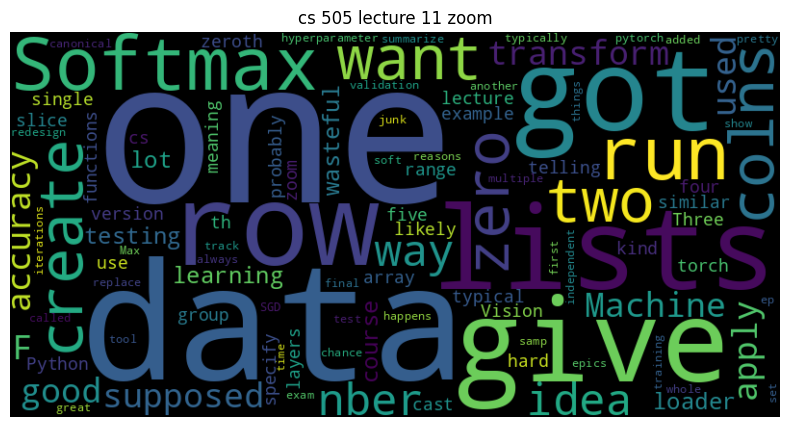 cs 505 lecture 11 zoom
canonical
hyperparameter
summarize
typically
pytorch
added
pretty
Softmax
zeroth
want
transform
got
used
colns
single
slice
redesign
functions
cs
lot
meaning
probably
zoom
wasteful
validation
junk
lecture
example
another
things
show
accuracy
iterations
create
one
soft
reasons
range
telling
run
multiple
two
four
similar
Three
kind
version
testing
Max
th
row
five
likely
zero
lists
way
track
always
use
replace
learning
array
first
independent
torch
typical
data
called
F
Python
tool
group
SGD
final
test
happens
chance
time
course
layers
specify
exam
great
good
supposed
nber
cast
give
Vision
samp
hard
Machine
epics
idea
loader
training
whole
apply
ep
set